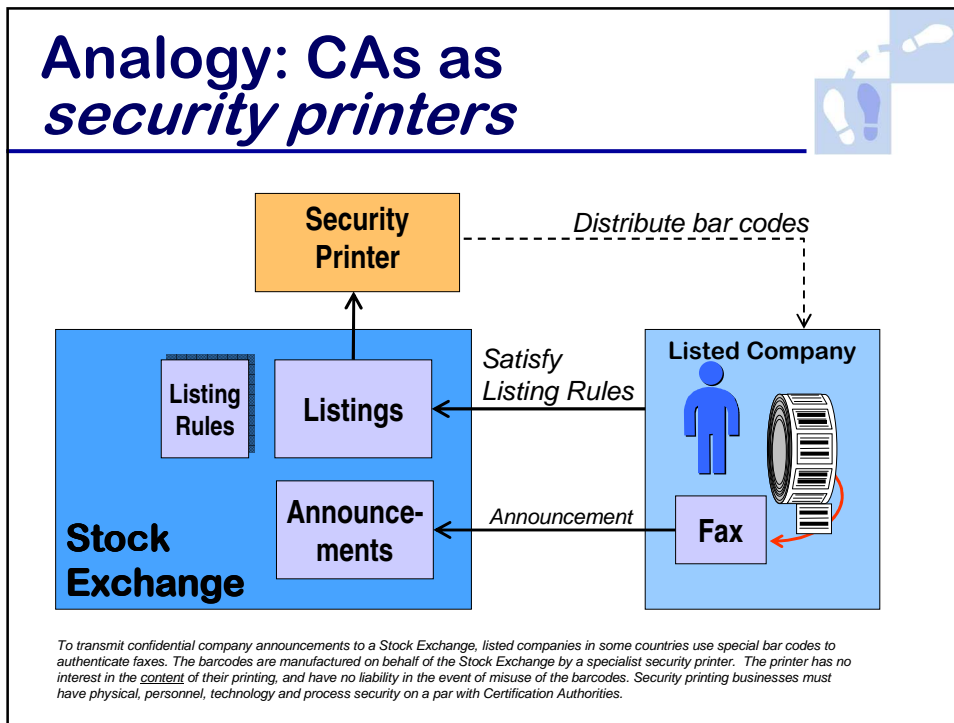 Analogy: CAs as
security printers
Security
Printer
Distribute bar codes
Listing
Rules
Listings
Satisfy
Listing Rules
Listed Company
Announce-
ments
Announcement
Fax
Stock
Exchange
To transmit confidential company announcements to a Stock Exchange, listed companies in some countries use special bar codes to
authenticate faxes. The barcodes are manufactured on behalf of the Stock Exchange by a specialist security printer.  The printer has no
interest in the content of their printing, and have no liability in the event of misuse of the barcodes. Security printing businesses must
have physical, personnel, technology and process security on a par with Certification Authorities.